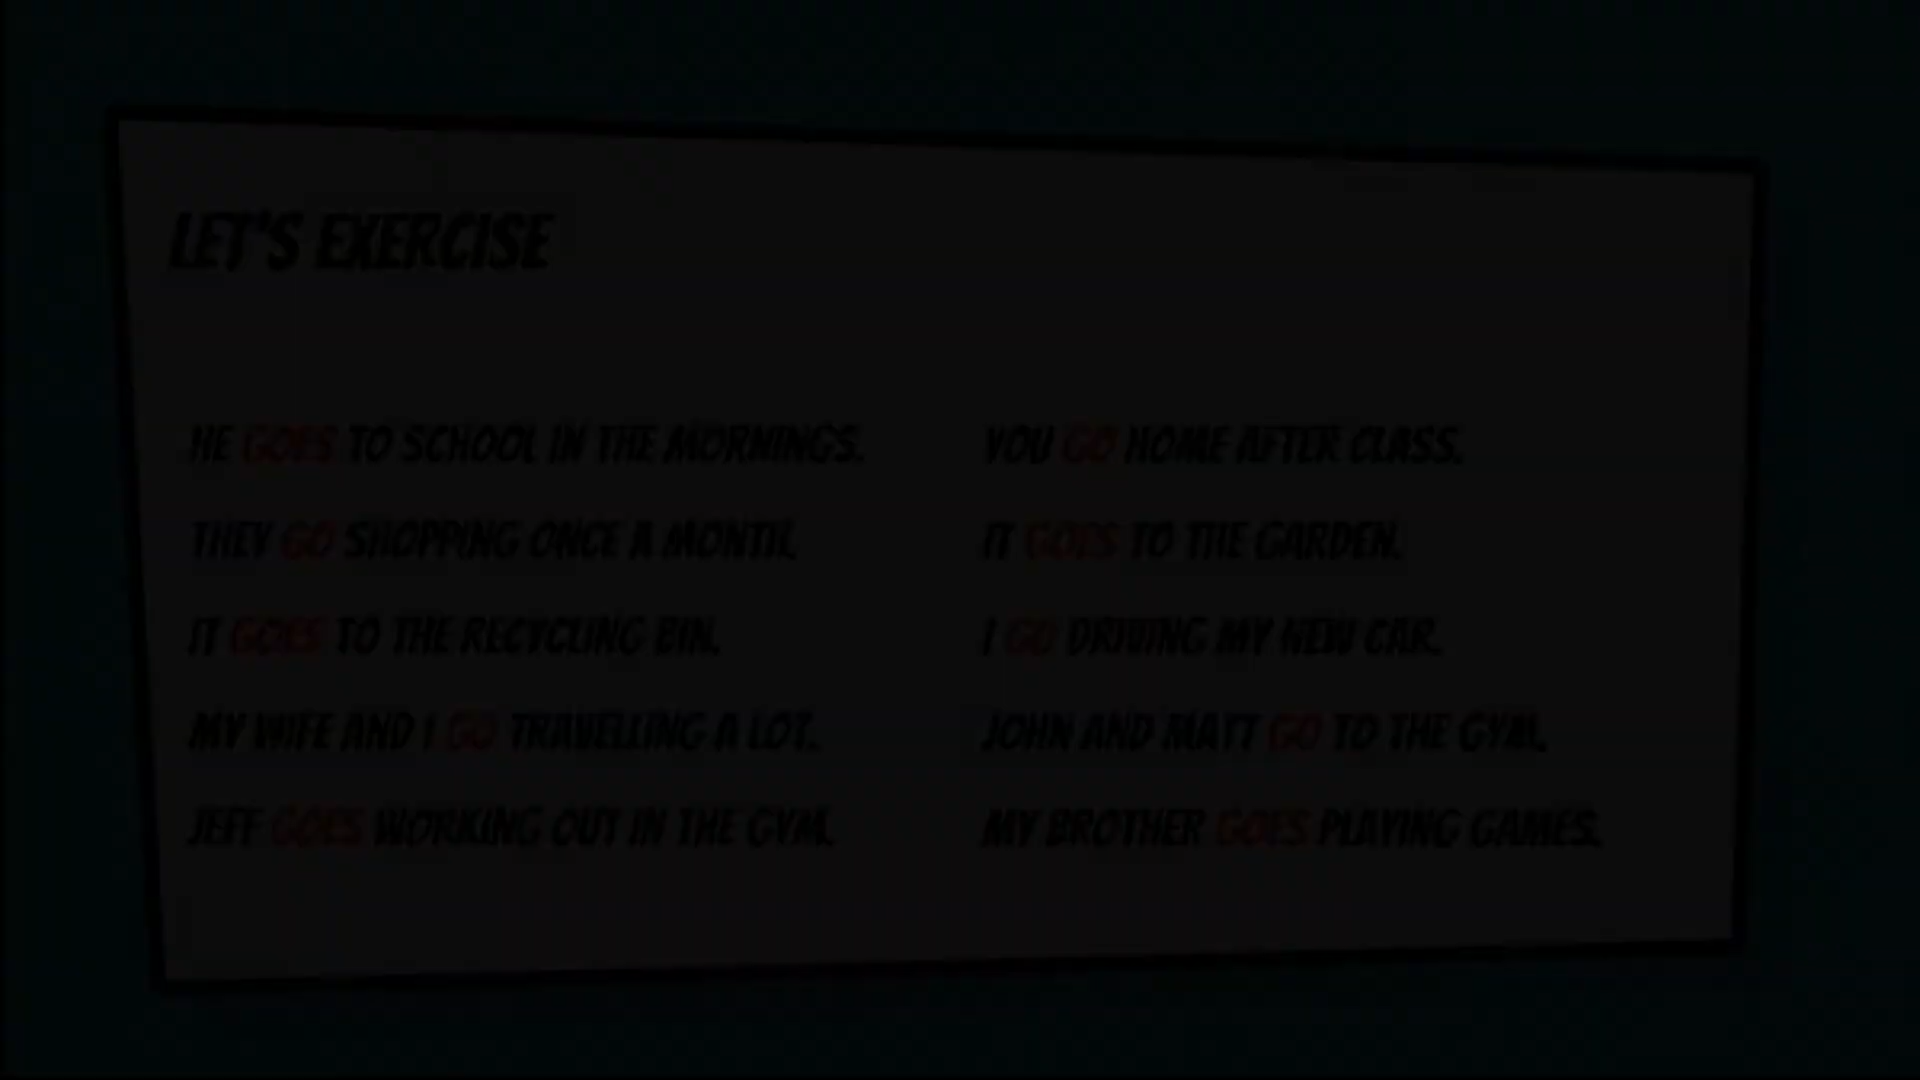 LET'S EXERCISE
HE GOES TO SCHOOL IN THE MORNINGS.
THEY GO SHOPPING ONCE A MONTH.
IT GOES TO THE RECYCLING BIN.
MY WIFE AND I GO TRAVELLING A LOT.
JEFF GOES WORKING OUT IN THE GYM.
YOU GO HOME AFTER CLASS.
IT GOES TO THE GARDEN.
I GO DRIVING MY NEW CAR.
JOHN AND MATT GO TO THE GYM.
MY BROTHER GOES PLAYING GAMES.